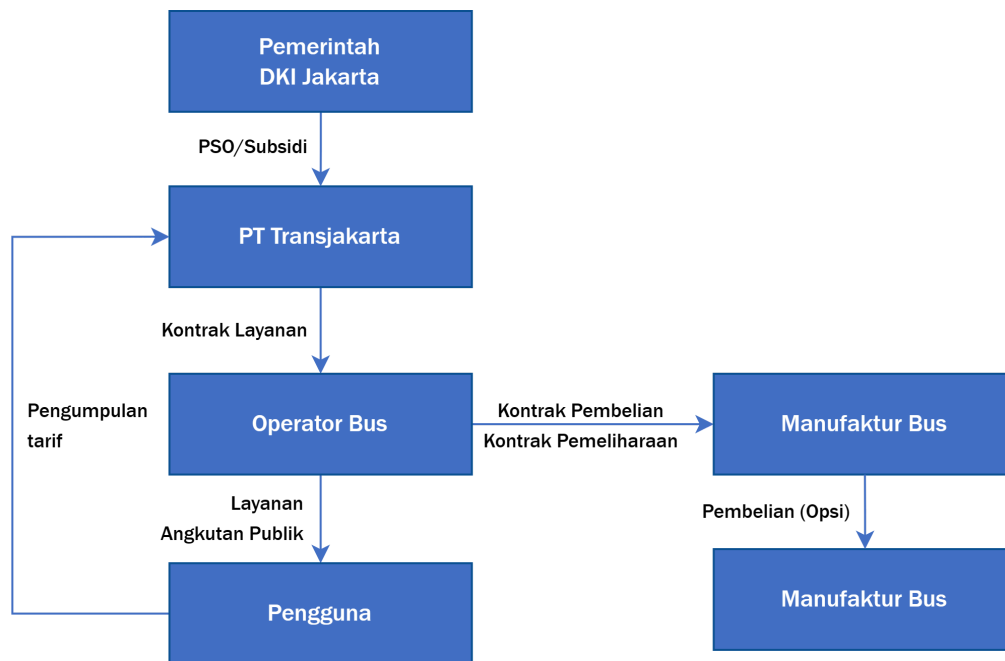 Pemerintah
DKI Jakarta
PSO/Subsidi
PT Transjakarta
Kontrak Layanan
Pengumpulan
tarif
Operator Bus
Kontrak Pembelian
Kontrak Pemeliharaan
Manufaktur Bus
Layanan
Angkutan Publik
Pembelian (Opsi)
Pengguna
Manufaktur Bus